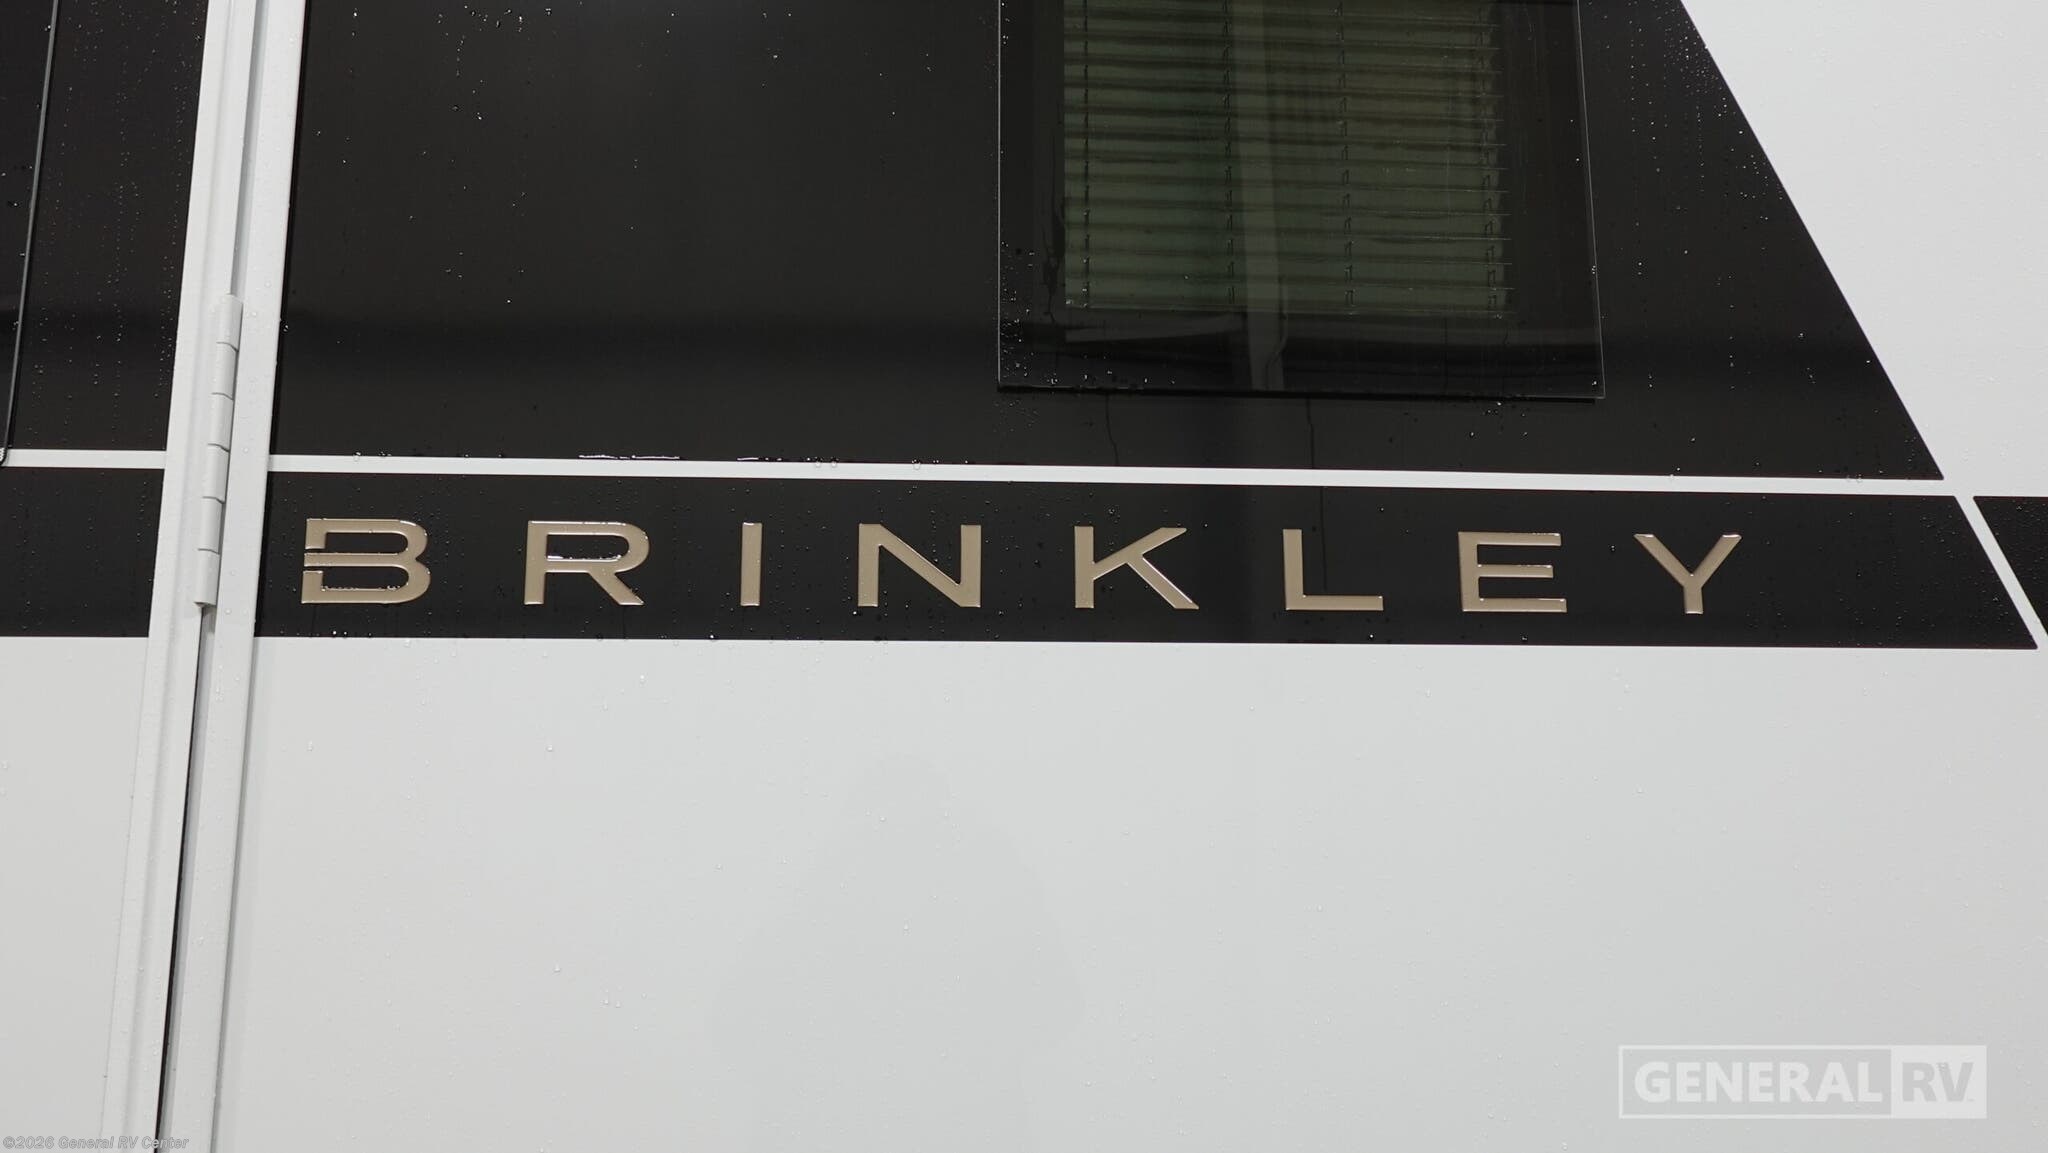 BRINKLEY
GENERAL RV
©2026 General RV Center